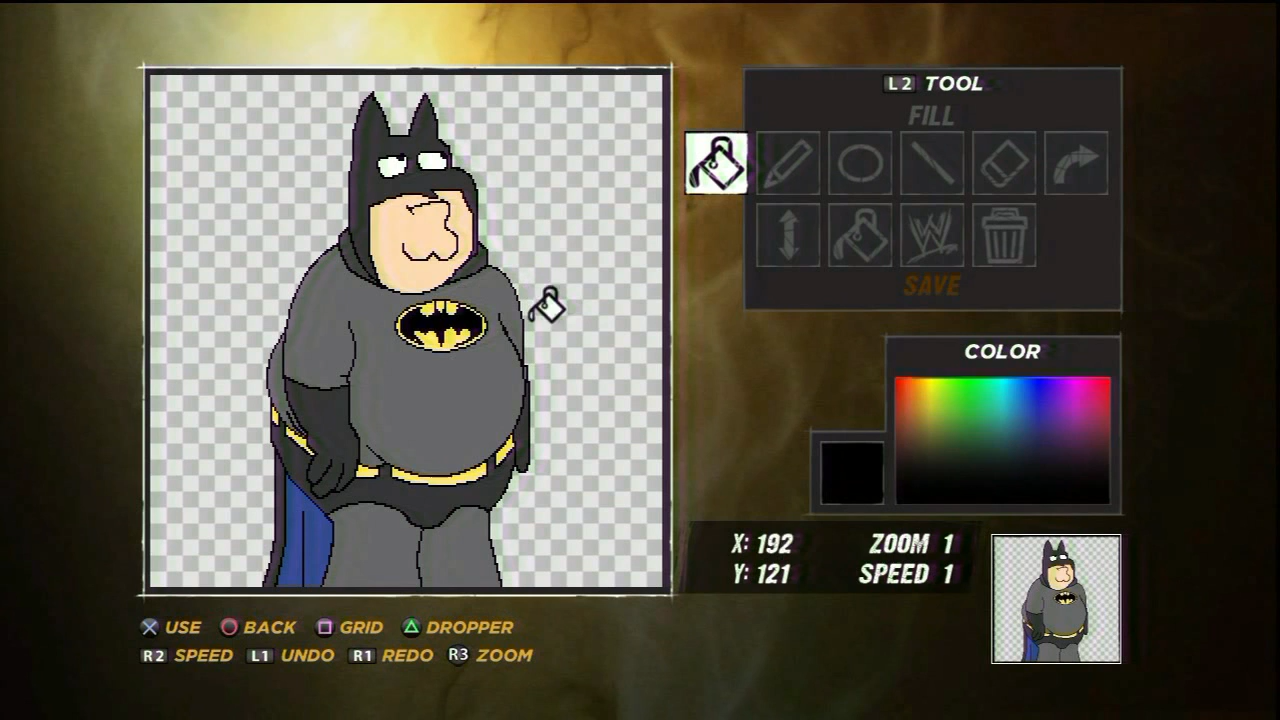 L2 TOOL
FILL
SAVE
COLOR
X: 192 ZOOM 1
Y: 121 SPEED 1
USE BACK GRID DROPPER
R2 SPEED L1 UNDO R1 REDO R3 ZOOM